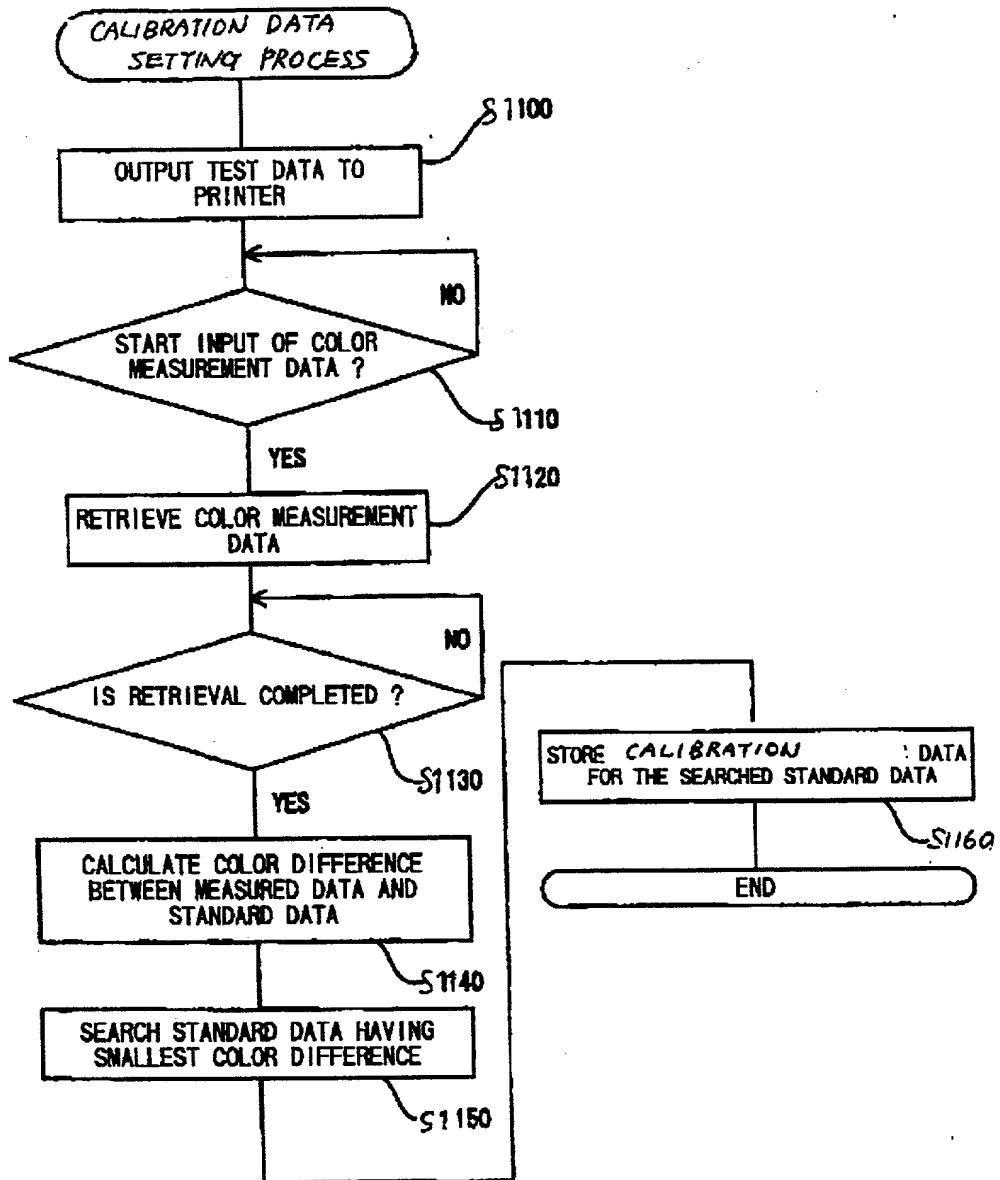 CALIBRATION DATA
SETTING PROCESS
S1100
OUTPUT TEST DATA TO
PRINTER
NO
START INPUT OF COLOR
MEASUREMENT DATA ?
S1110
YES
S1120
RETRIEVE COLOR MEASUREMENT
DATA
NO
IS RETRIEVAL COMPLETED ?
S1130
YES
CALCULATE COLOR DIFFERENCE
BETWEEN MEASURED DATA AND
STANDARD DATA
S1140
SEARCH STANDARD DATA HAVING
SMALLEST COLOR DIFFERENCE
S1150
STORE CALIBRATION DATA
FOR THE SEARCHED STANDARD DATA
S1160
END